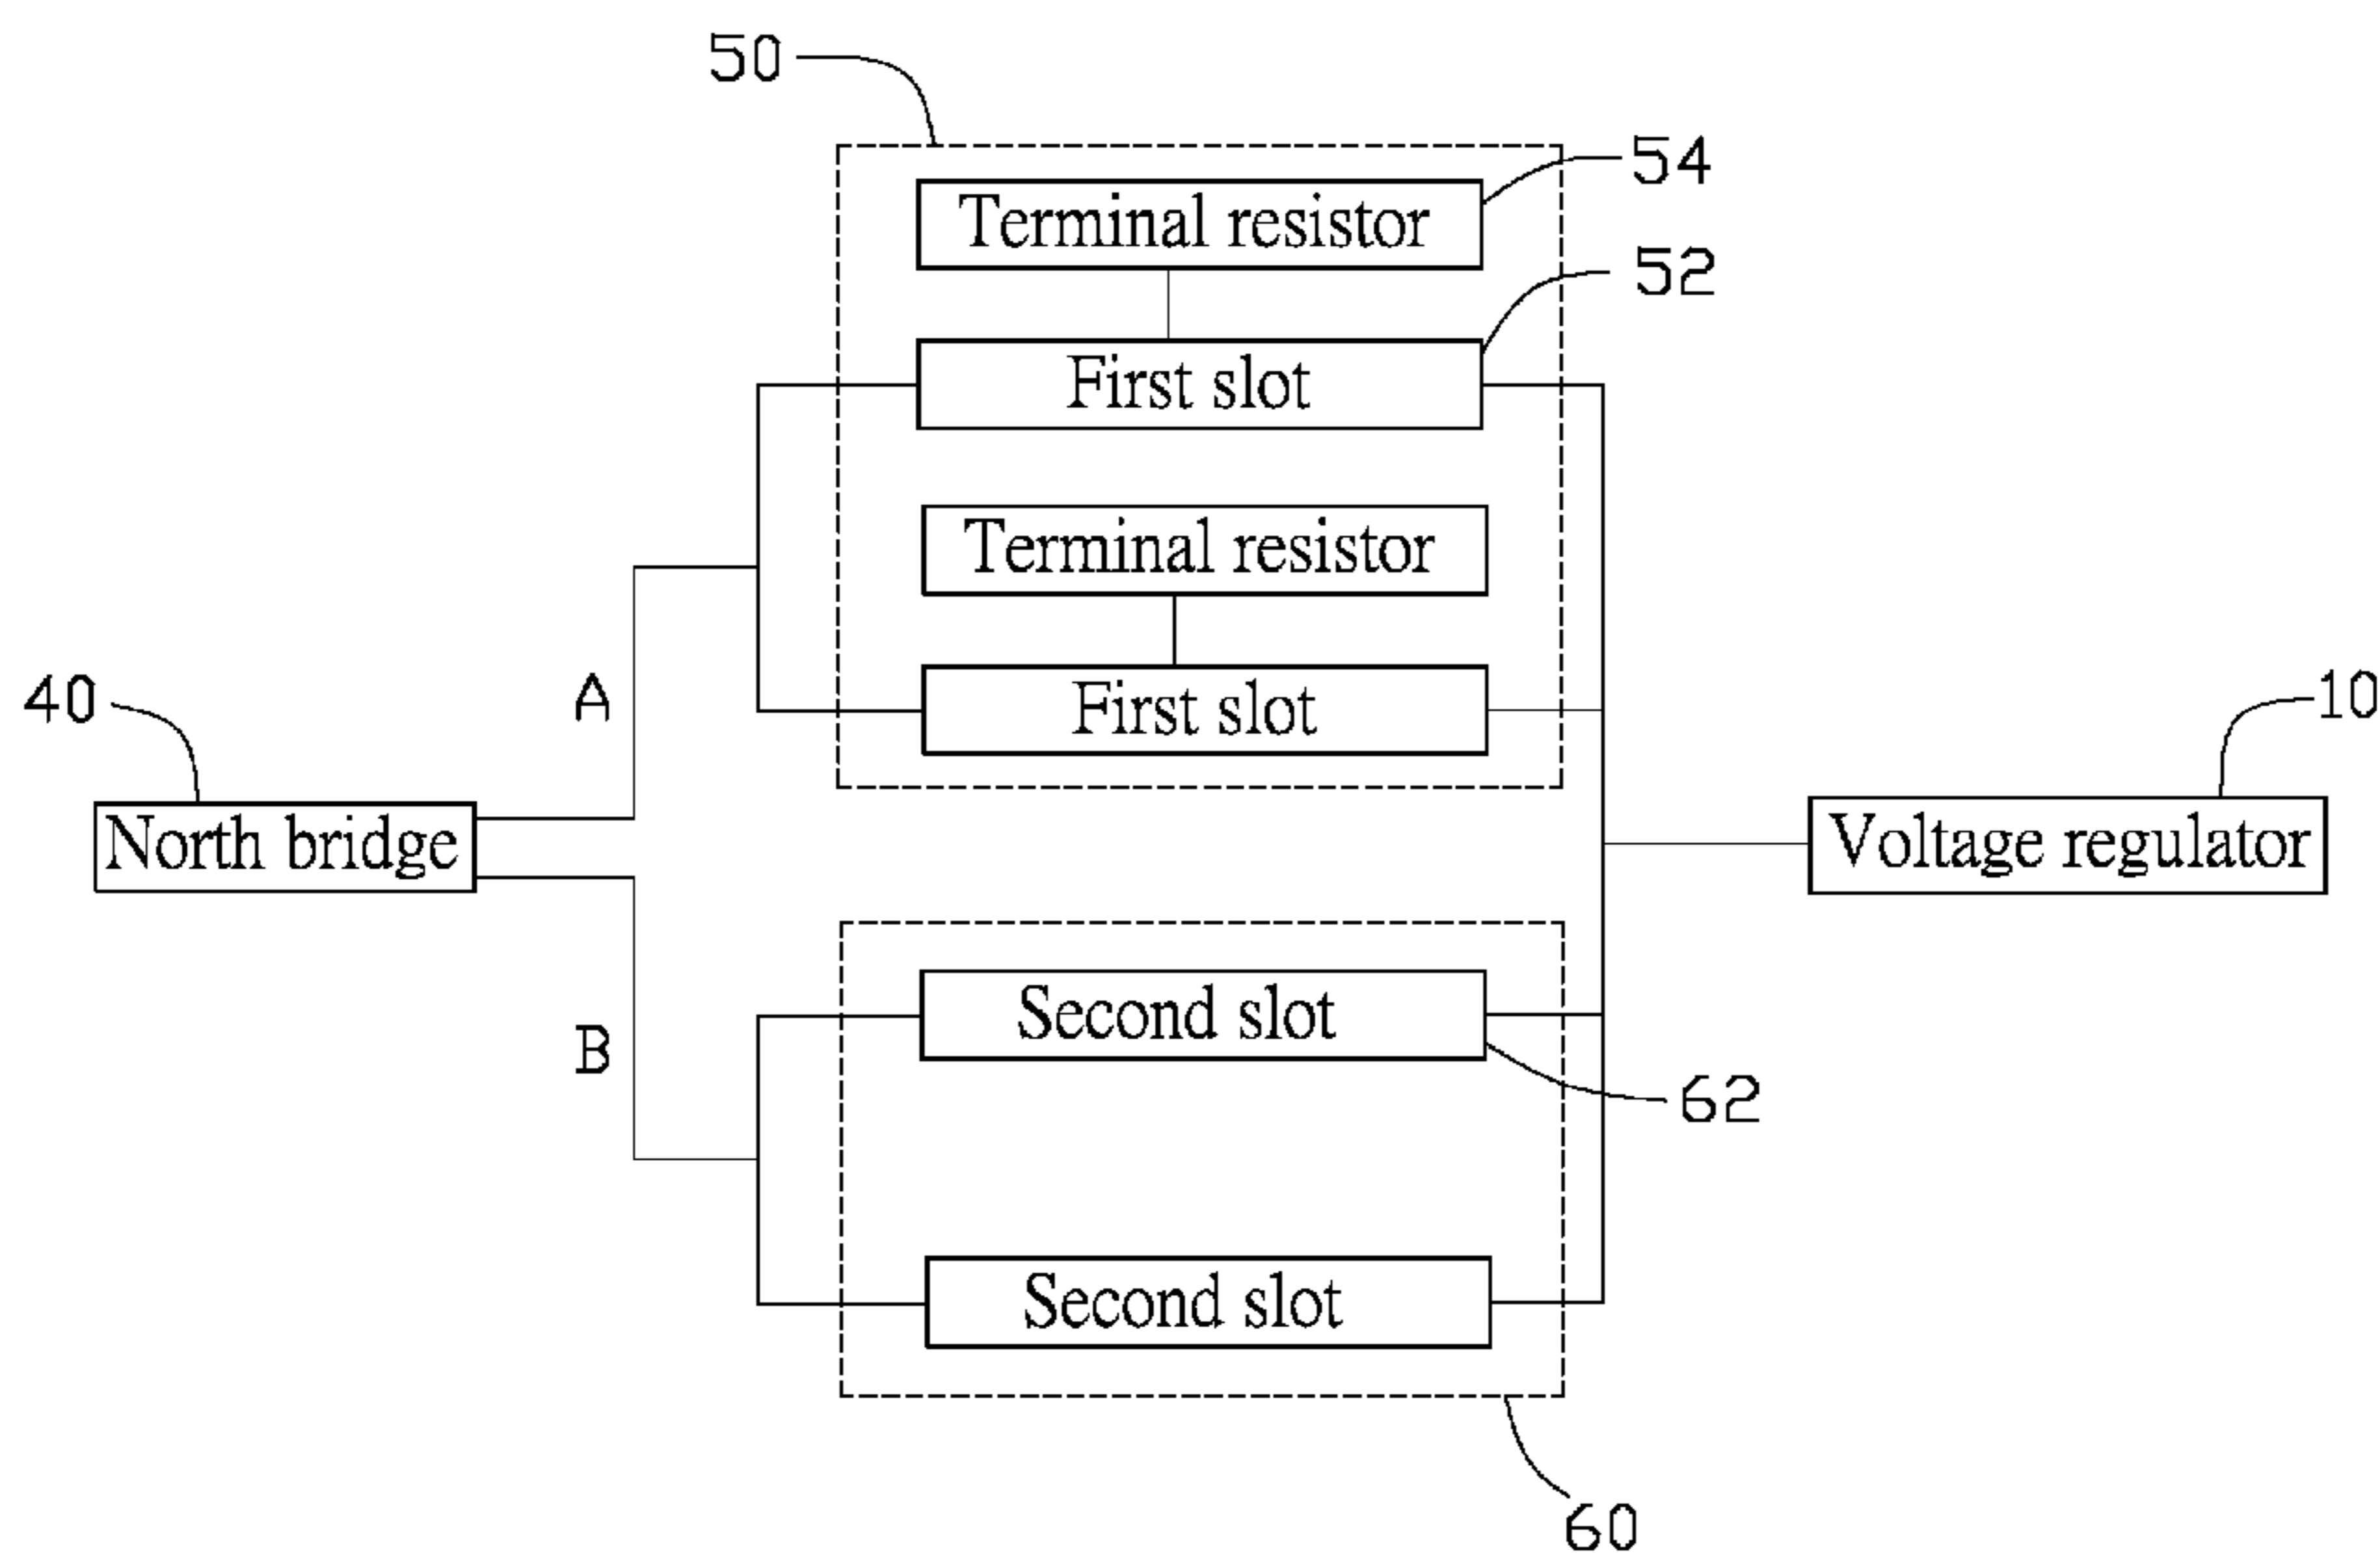 50
54
Terminal resistor
52
First slot
Terminal resistor
A
40
First slot
10
North bridge
Voltage regulator
Second slot
B
62
Second slot
60